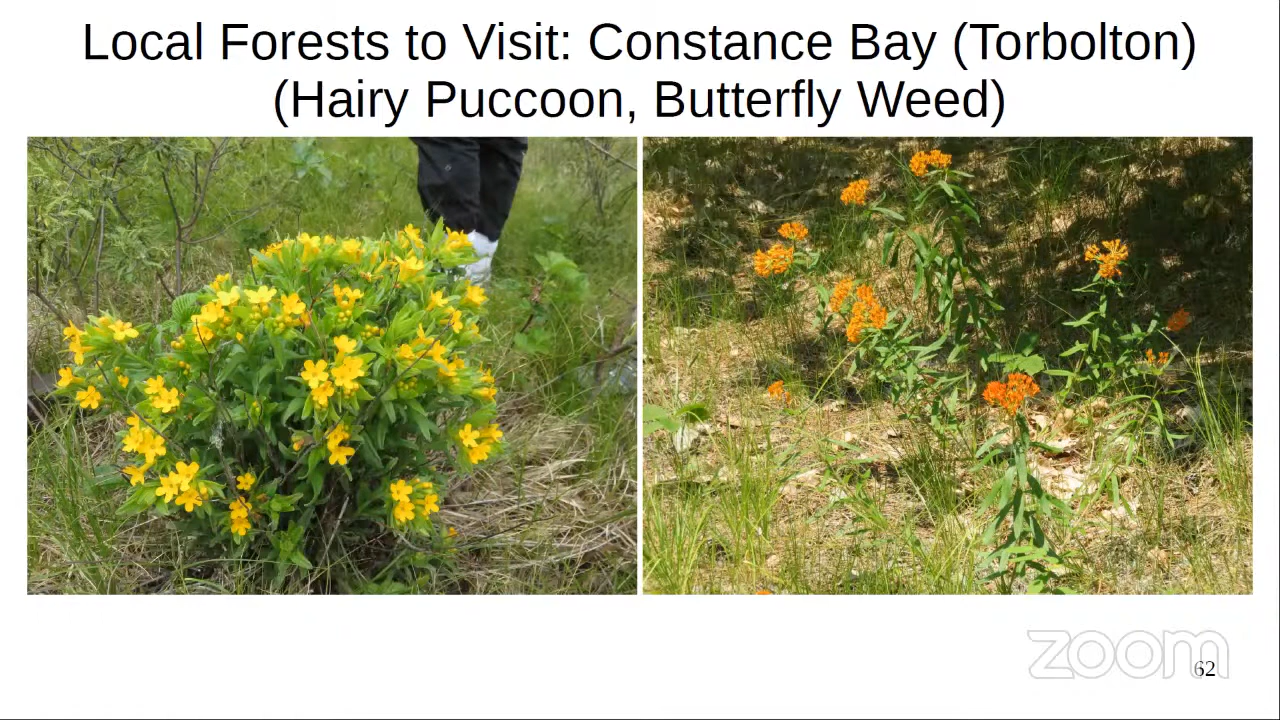 Local Forests to Visit: Constance Bay (Torbolton)
(Hairy Puccoon, Butterfly Weed)
zoom
62